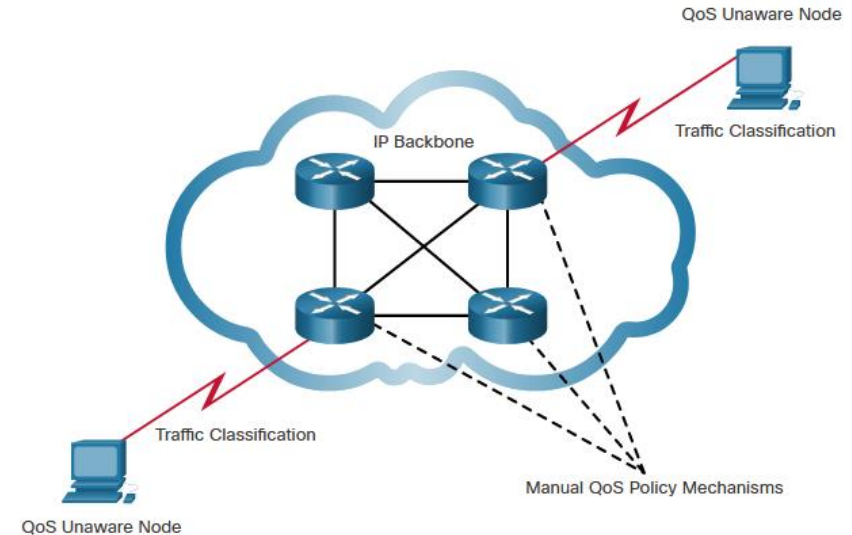 QoS Unaware Node
Traffic Classification
IP Backbone
Traffic Classification
Manual QoS Policy Mechanisms
QoS Unaware Node